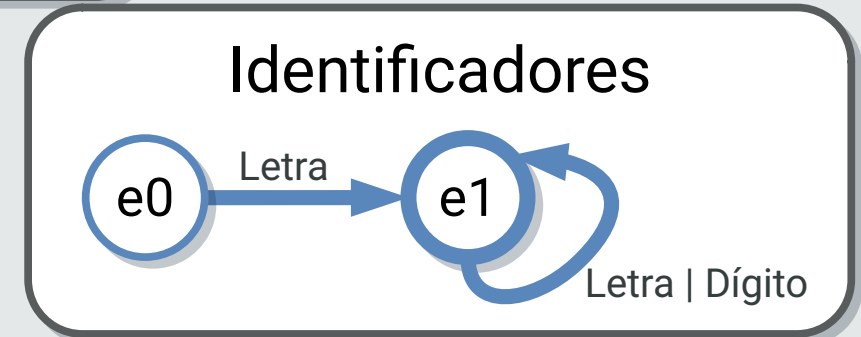 Identificadores
Letra
e0
e1
Letra | Dígito